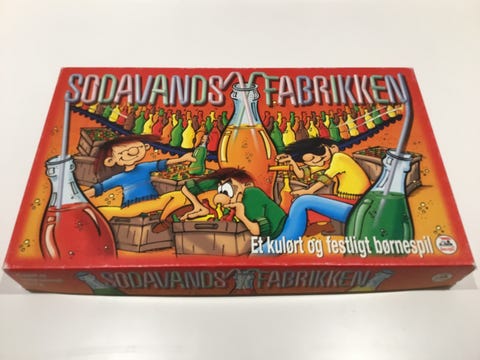 SODAVANDS FABRIKKEN
Et kulørt og festligt børnespil
SODAVANDS FABRIKKEN